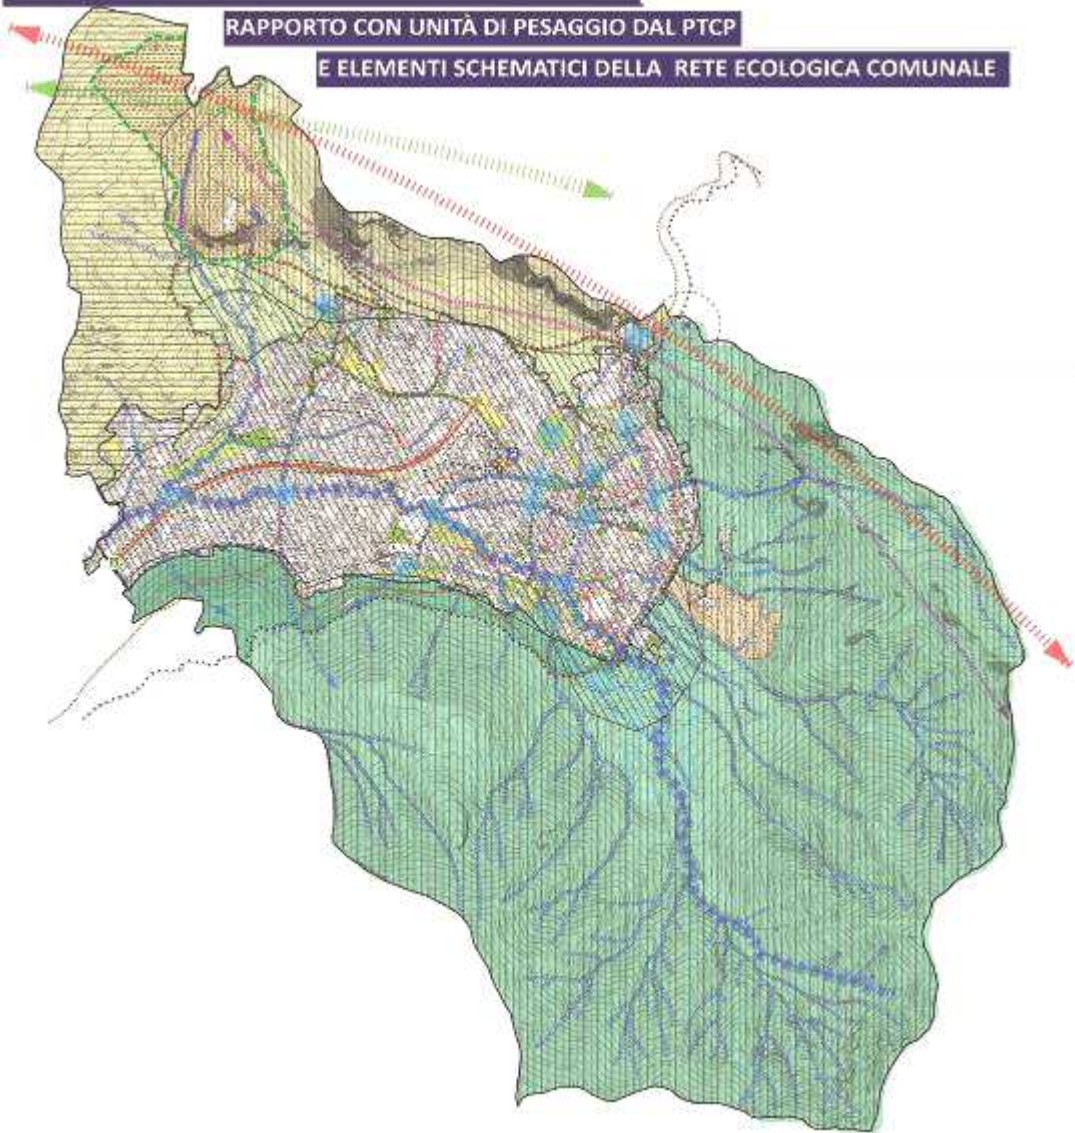 RAPPORTO CON UNITÀ DI PESAGGIO DAL PTCP
E ELEMENTI SCHEMATICI DELLA RETE ECOLOGICA COMUNALE